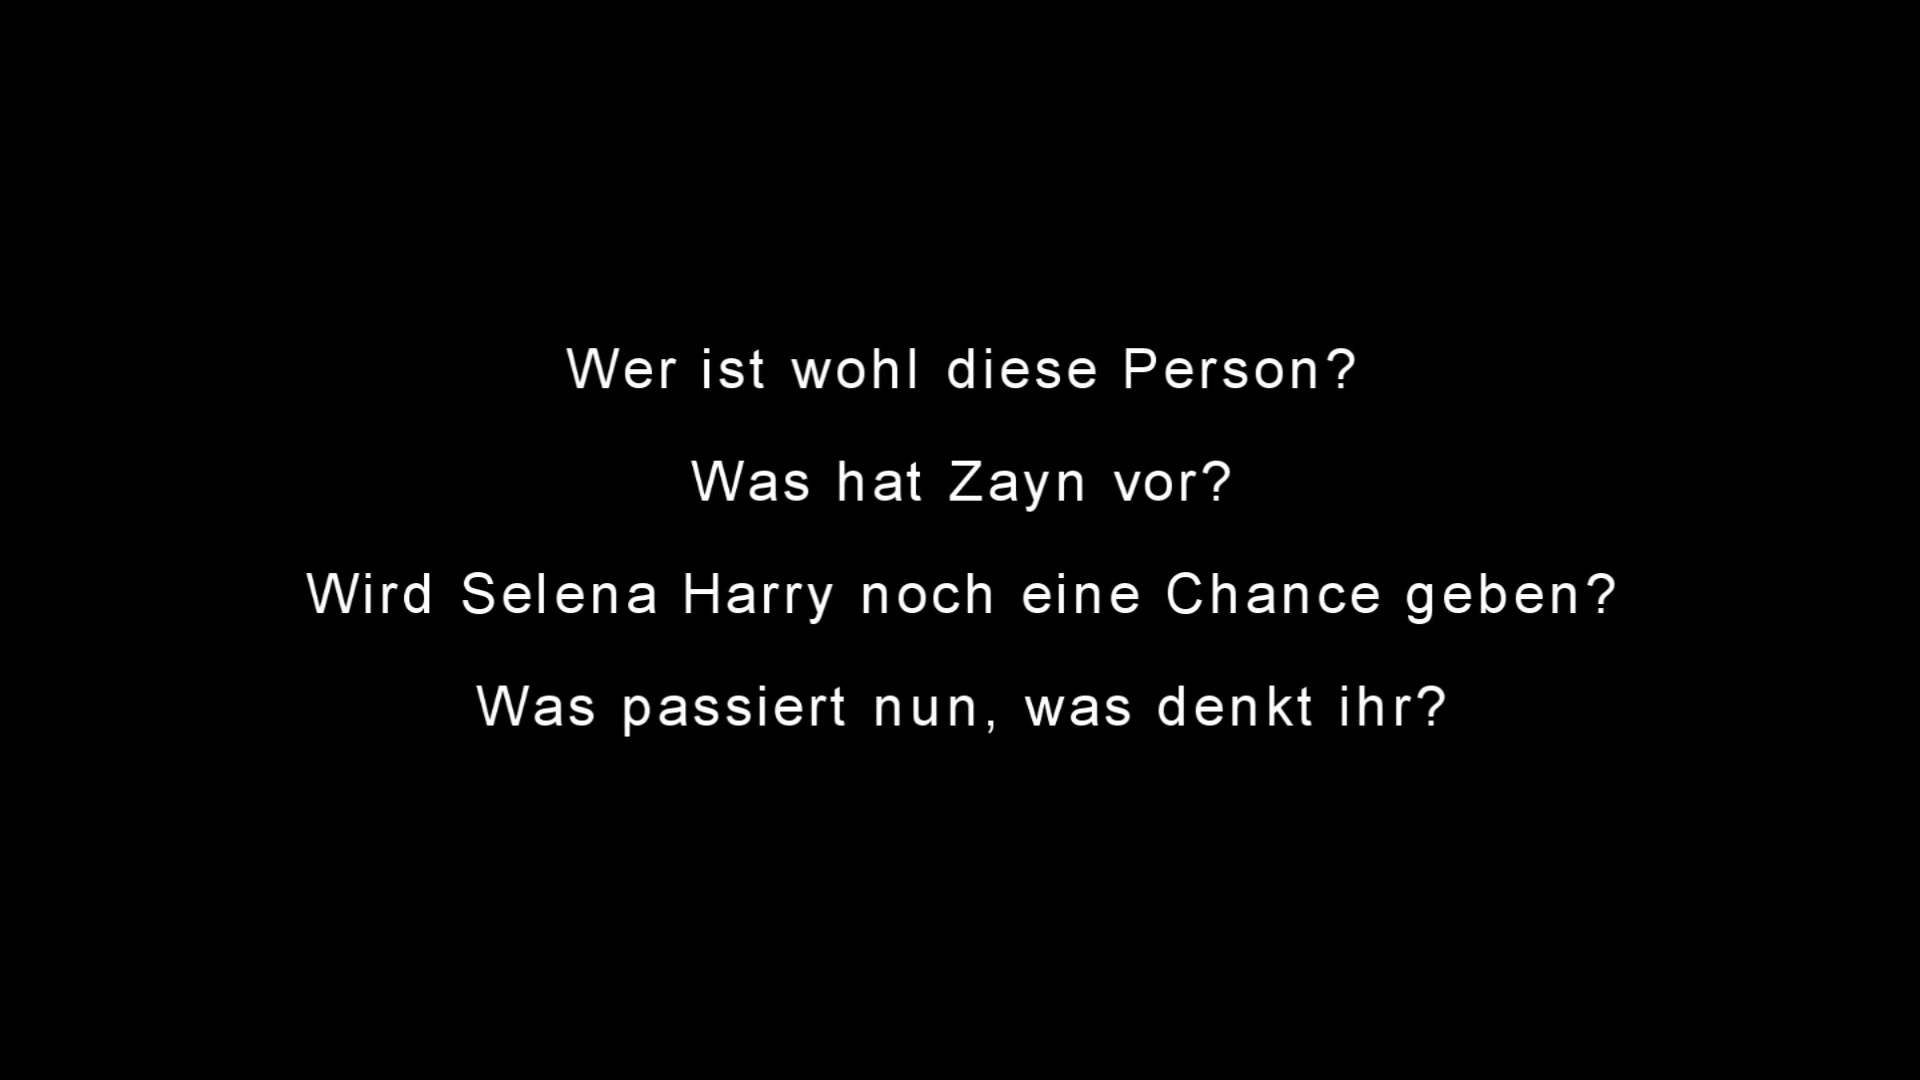 Wer ist wohl diese Person?
Was hat Zayn vor?
Wird Selena Harry noch eine Chance geben?
Was passiert nun, was denkt ihr?